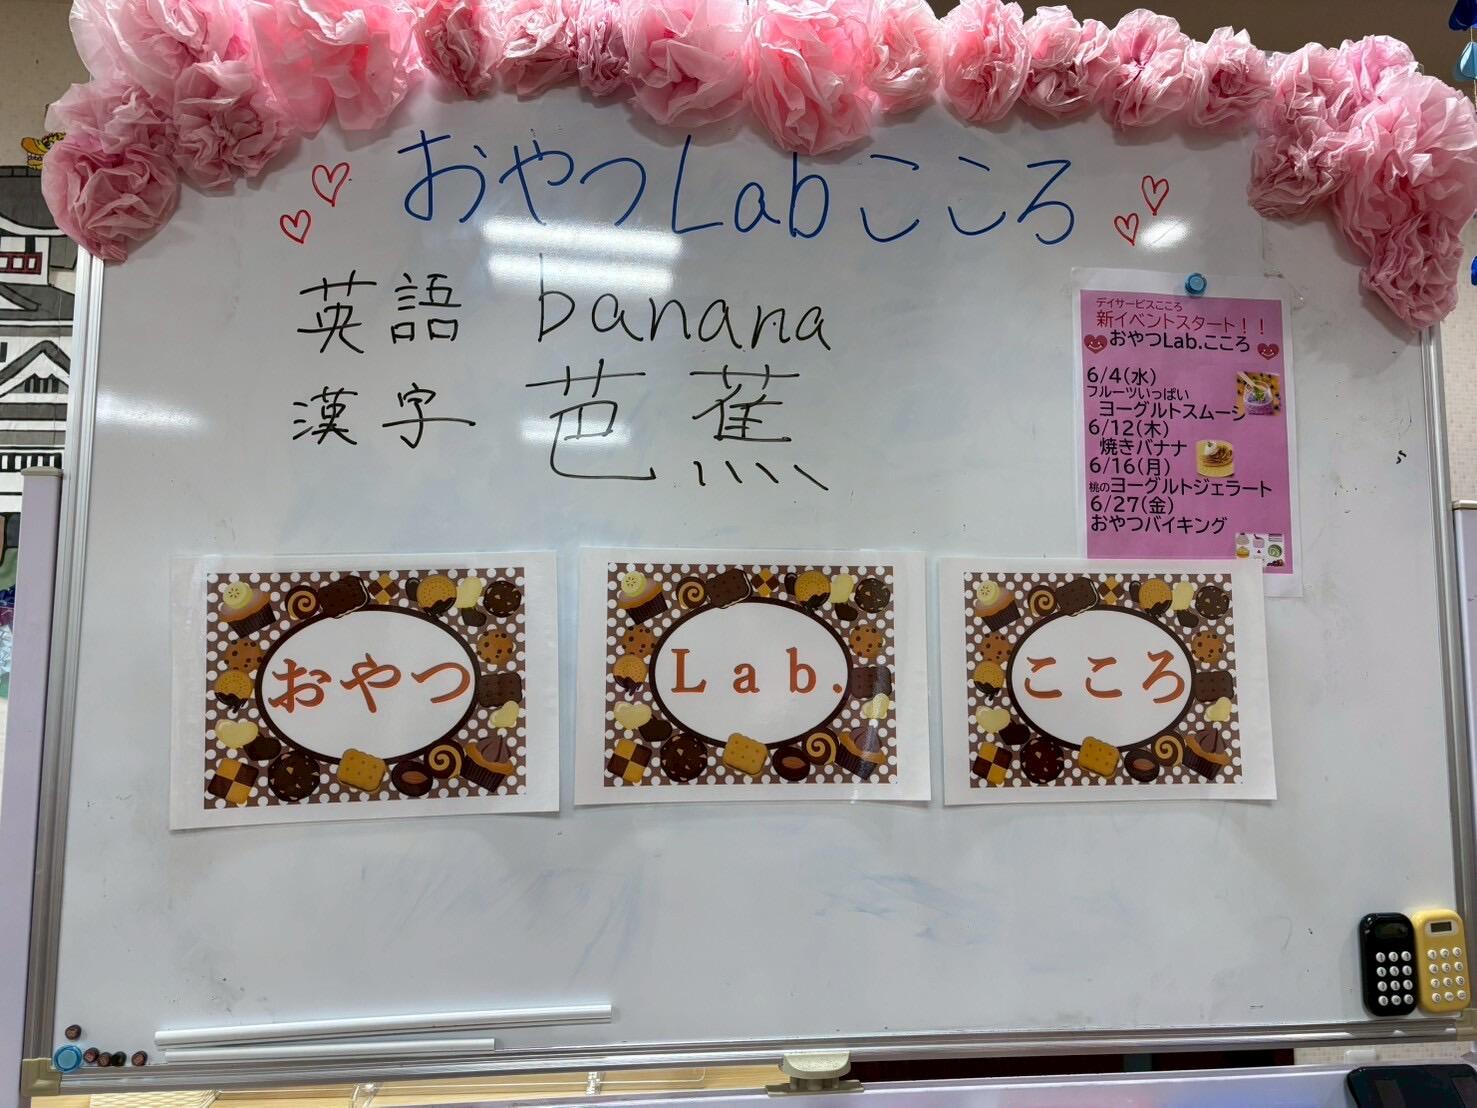 おやつLabこころ
英語 banana
漢字 芭蕉
デイサービスこころ
新イベントスタート！！
おやつLab.こころ
6/4(水)
フルーツいっぱい
ヨーグルトスムージー
6/12(木)
焼きバナナ
6/16(月)
桃のヨーグルトジェラート
6/27(金)
おやつバイキング
おやつ Lab. こころ